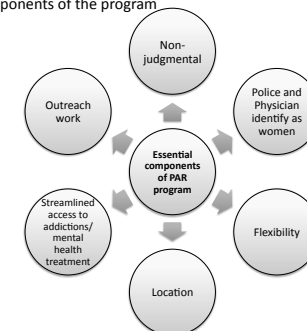 ponents of the program
Non-
judgmental
Police and
Physician
identify as
women
Flexibility
Location
Streamlined
access to
addictions/
mental
health
treatment
Outreach
work
Essential
components
of PAR
program